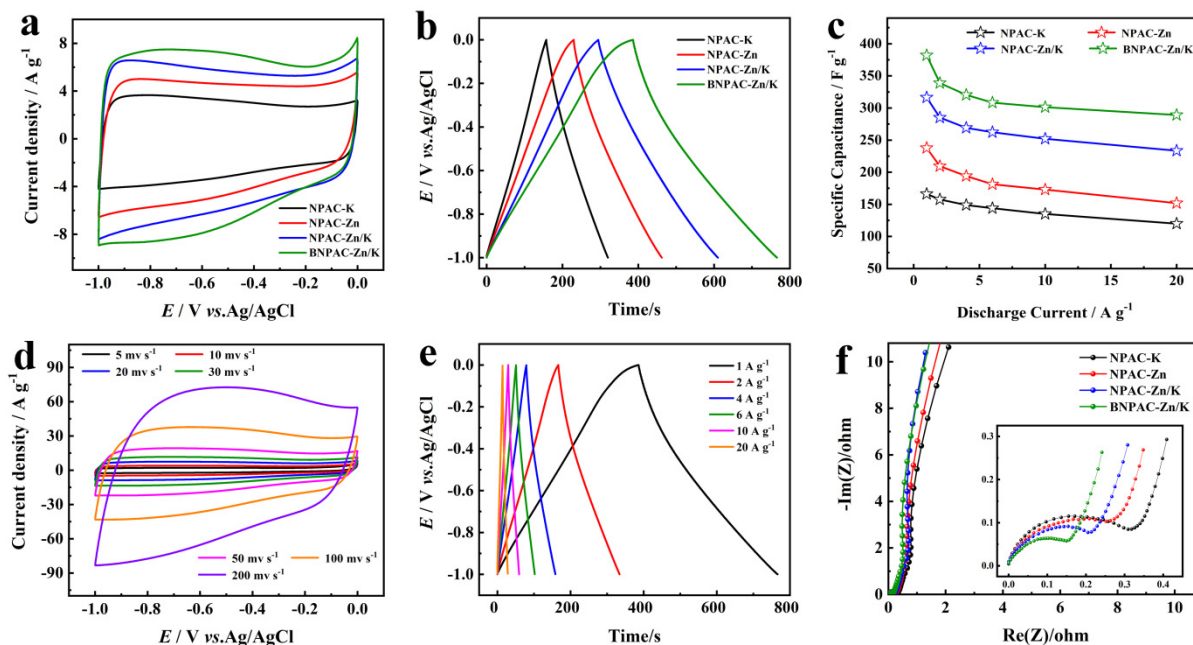 a
Current density / A g⁻¹
8
4
0
-4
-8
-1.0 -0.8 -0.6 -0.4 -0.2 0.0
E / V vs.Ag/AgCl
NPAC-K
NPAC-Zn
NPAC-Zn/K
BNPAC-Zn/K
b
E / V vs.Ag/AgCl
0.0
-0.2
-0.4
-0.6
-0.8
-1.0
0 200 400 600 800
Time/s
NPAC-K
NPAC-Zn
NPAC-Zn/K
BNPAC-Zn/K
c
Specific Capacitance / F g⁻¹
400
350
300
250
200
150
100
50
0 5 10 15 20
Discharge Current / A g⁻¹
NPAC-K NPAC-Zn
NPAC-Zn/K BNPAC-Zn/K
d
Current density / A g⁻¹
90
60
30
0
-30
-60
-90
-1.0 -0.8 -0.6 -0.4 -0.2 0.0
E / V vs.Ag/AgCl
5 mv s⁻¹ 10 mv s⁻¹
20 mv s⁻¹ 30 mv s⁻¹
50 mv s⁻¹ 100 mv s⁻¹
200 mv s⁻¹
e
E / V vs.Ag/AgCl
0.0
-0.2
-0.4
-0.6
-0.8
-1.0
0 200 400 600 800
Time/s
1 A g⁻¹
2 A g⁻¹
4 A g⁻¹
6 A g⁻¹
10 A g⁻¹
20 A g⁻¹
f
-Im(Z)/ohm
10
8
6
4
2
0
0 2 4 6 8 10
Re(Z)/ohm
NPAC-K
NPAC-Zn
NPAC-Zn/K
BNPAC-Zn/K
0.3
0.2
0.1
0.0
0.0 0.1 0.2 0.3 0.4